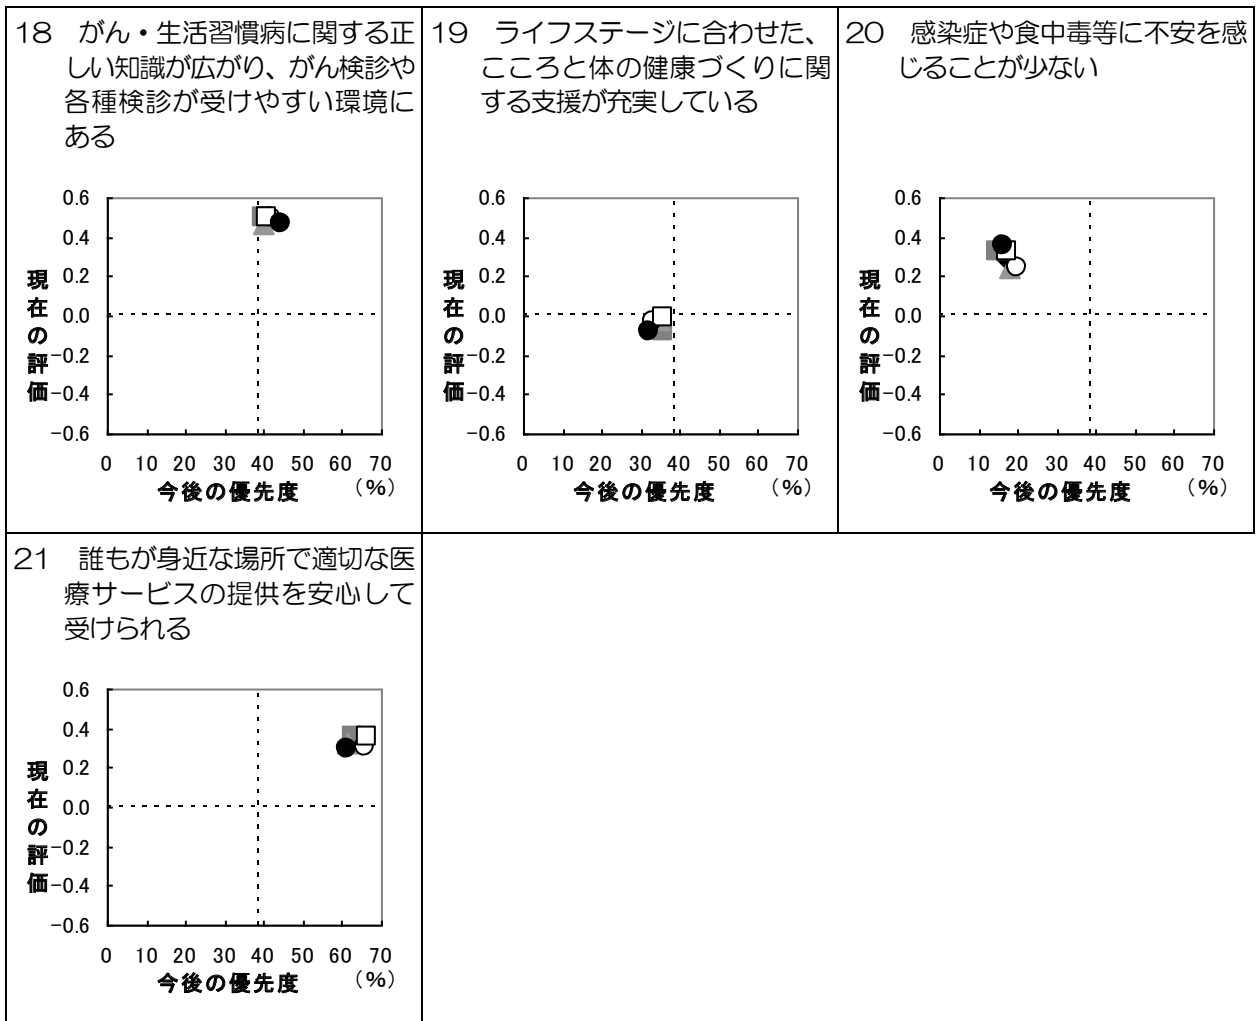 18 がん・生活習慣病に関する正
しい知識が広がり、がん検診や
各種検診が受けやすい環境に
ある
0.6
0.4
0.2
0.0
-0.2
-0.4
-0.6
現在の評価
0 10 20 30 40 50 60 70
今後の優先度 (%)
19 ライフステージに合わせた、
こころと体の健康づくりに関
する支援が充実している
0.6
0.4
0.2
0.0
-0.2
-0.4
-0.6
現在の評価
0 10 20 30 40 50 60 70
今後の優先度 (%)
20 感染症や食中毒等に不安を感
じることが少ない
0.6
0.4
0.2
0.0
-0.2
-0.4
-0.6
現在の評価
0 10 20 30 40 50 60 70
今後の優先度 (%)
21 誰もが身近な場所で適切な医
療サービスの提供を安心して
受けられる
0.6
0.4
0.2
0.0
-0.2
-0.4
-0.6
現在の評価
0 10 20 30 40 50 60 70
今後の優先度 (%)